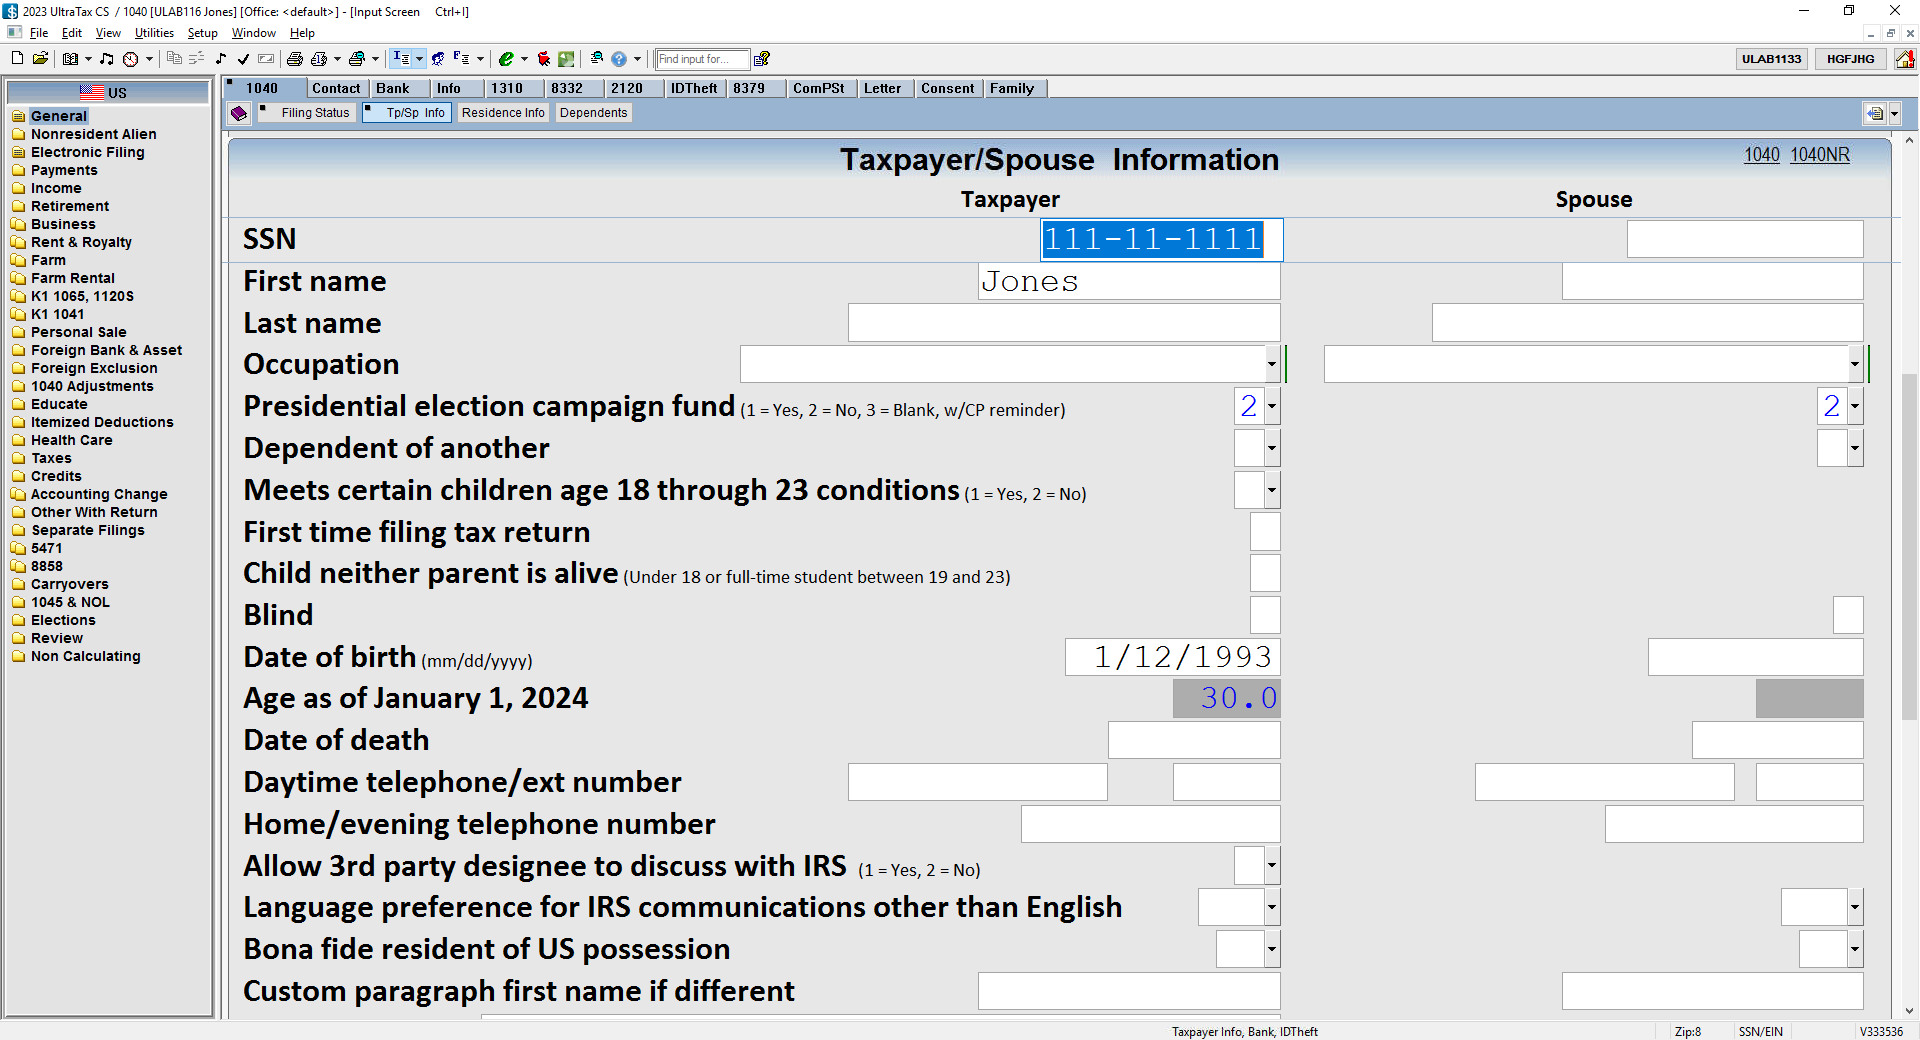 2023 UltraTax CS / 1040 [ULAB116 Jones] [Office: <default>] - [Input Screen Ctrl+I]
File Edit View Utilities Setup Window Help
Find input for...
ULAB1133 HGFJHG
US
General
Nonresident Alien
Electronic Filing
Payments
Income
Retirement
Business
Rent & Royalty
Farm
Farm Rental
K1 1065, 1120S
K1 1041
Personal Sale
Foreign Bank & Asset
Foreign Exclusion
1040 Adjustments
Educate
Itemized Deductions
Health Care
Taxes
Credits
Accounting Change
Other With Return
Separate Filings
5471
8858
Carryovers
1045 & NOL
Elections
Review
Non Calculating
1040 Contact Bank Info 1310 8332 2120 IDTheft 8379 ComPSt Letter Consent Family
Filing Status Tp/Sp Info Residence Info Dependents
Taxpayer/Spouse Information 1040 1040NR
Taxpayer Spouse
SSN 111-11-1111
First name Jones
Last name
Occupation
Presidential election campaign fund (1 = Yes, 2 = No, 3 = Blank, w/CP reminder) 2 2
Dependent of another
Meets certain children age 18 through 23 conditions (1 = Yes, 2 = No)
First time filing tax return
Child neither parent is alive (Under 18 or full-time student between 19 and 23)
Blind
Date of birth (mm/dd/yyyy) 1/12/1993
Age as of January 1, 2024 30.0
Date of death
Daytime telephone/ext number
Home/evening telephone number
Allow 3rd party designee to discuss with IRS (1 = Yes, 2 = No)
Language preference for IRS communications other than English
Bona fide resident of US possession
Custom paragraph first name if different
Taxpayer Info, Bank, IDTheft Zip:8 SSN/EIN V333536